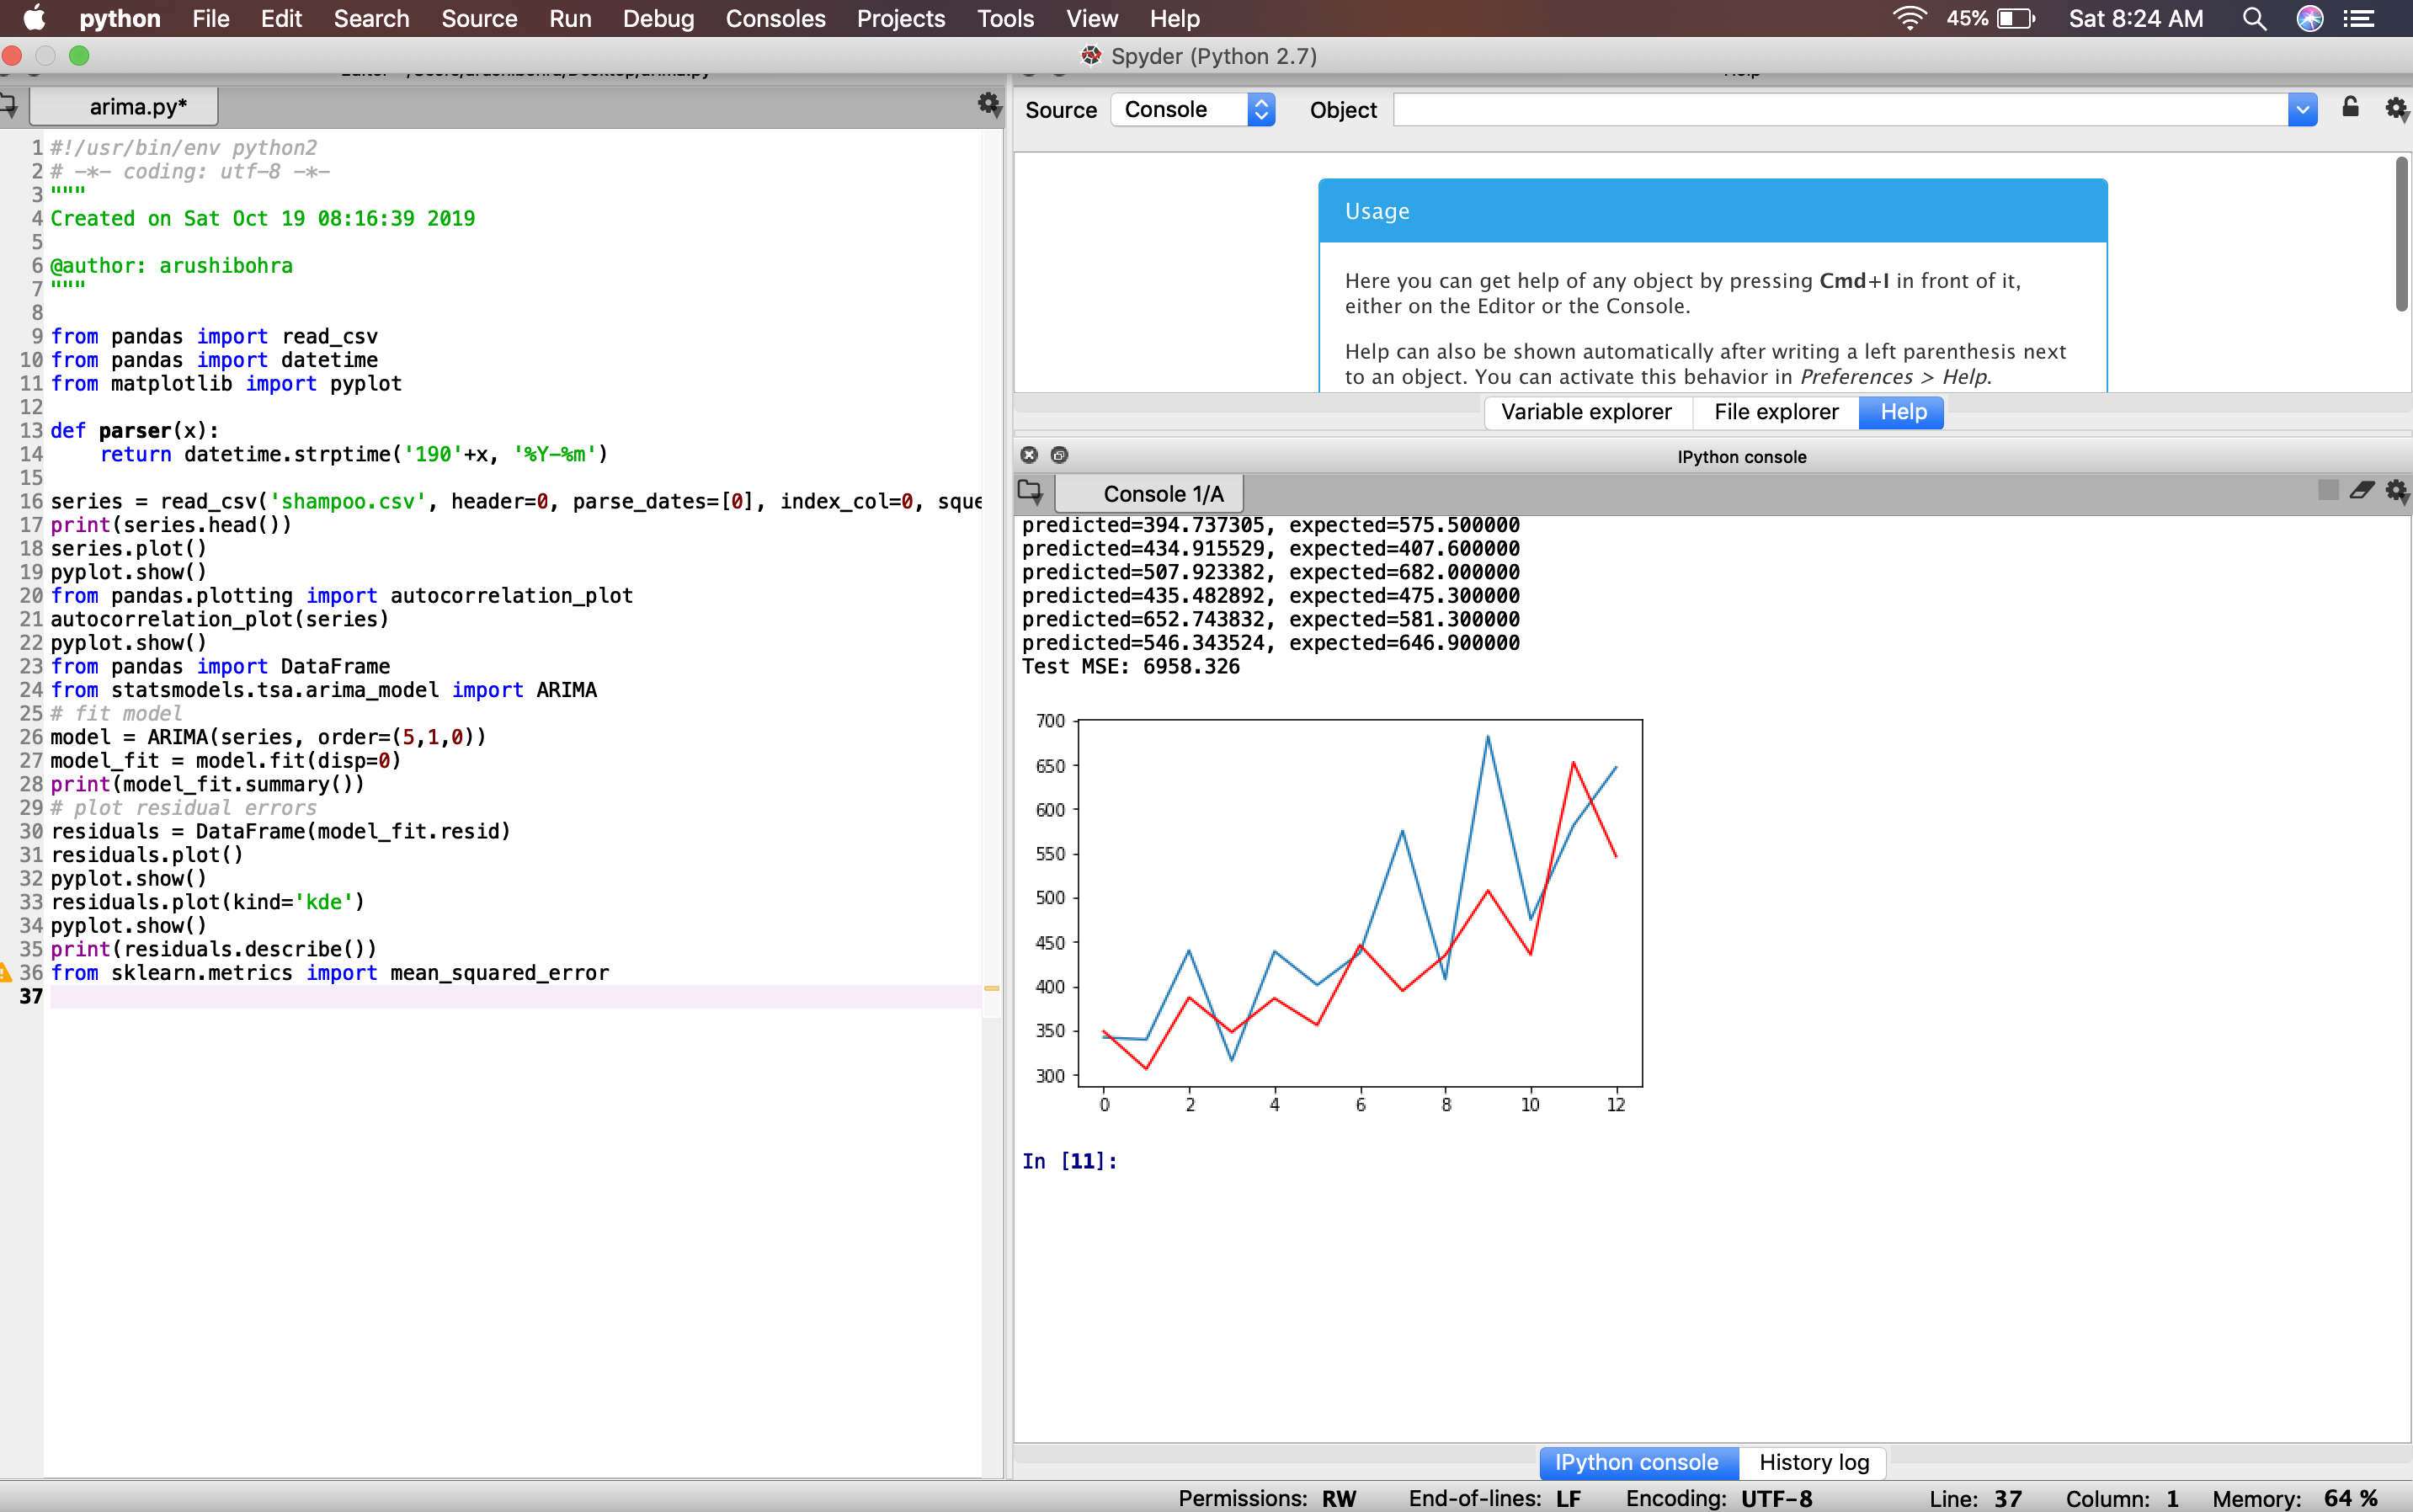 python File Edit Search Source Run Debug Consoles Projects Tools View Help 45% Sat 8:24 AM
Spyder (Python 2.7)
arima.py*
1 #!/usr/bin/env python2
2 # -*- coding: utf-8 -*-
3 """
4 Created on Sat Oct 19 08:16:39 2019
5
6 @author: arushibohra
7 """
8
9 from pandas import read_csv
10 from pandas import datetime
11 from matplotlib import pyplot
12
13 def parser(x):
14 return datetime.strptime('190'+x, '%Y-%m')
15
16 series = read_csv('shampoo.csv', header=0, parse_dates=[0], index_col=0, sque
17 print(series.head())
18 series.plot()
19 pyplot.show()
20 from pandas.plotting import autocorrelation_plot
21 autocorrelation_plot(series)
22 pyplot.show()
23 from pandas import DataFrame
24 from statsmodels.tsa.arima_model import ARIMA
25 # fit model
26 model = ARIMA(series, order=(5,1,0))
27 model_fit = model.fit(disp=0)
28 print(model_fit.summary())
29 # plot residual errors
30 residuals = DataFrame(model_fit.resid)
31 residuals.plot()
32 pyplot.show()
33 residuals.plot(kind='kde')
34 pyplot.show()
35 print(residuals.describe())
36 from sklearn.metrics import mean_squared_error
37
Source Console Object
Usage
Here you can get help of any object by pressing Cmd+I in front of it,
either on the Editor or the Console.
Help can also be shown automatically after writing a left parenthesis next
to an object. You can activate this behavior in Preferences > Help.
Variable explorer File explorer Help
IPython console
Console 1/A
predicted=394.737305, expected=575.500000
predicted=434.915529, expected=407.600000
predicted=507.923382, expected=682.000000
predicted=435.482892, expected=475.300000
predicted=652.743832, expected=581.300000
predicted=546.343524, expected=646.900000
Test MSE: 6958.326
700
650
600
550
500
450
400
350
300
0 2 4 6 8 10 12
In [11]:
IPython console History log
Permissions: RW End-of-lines: LF Encoding: UTF-8 Line: 37 Column: 1 Memory: 64 %